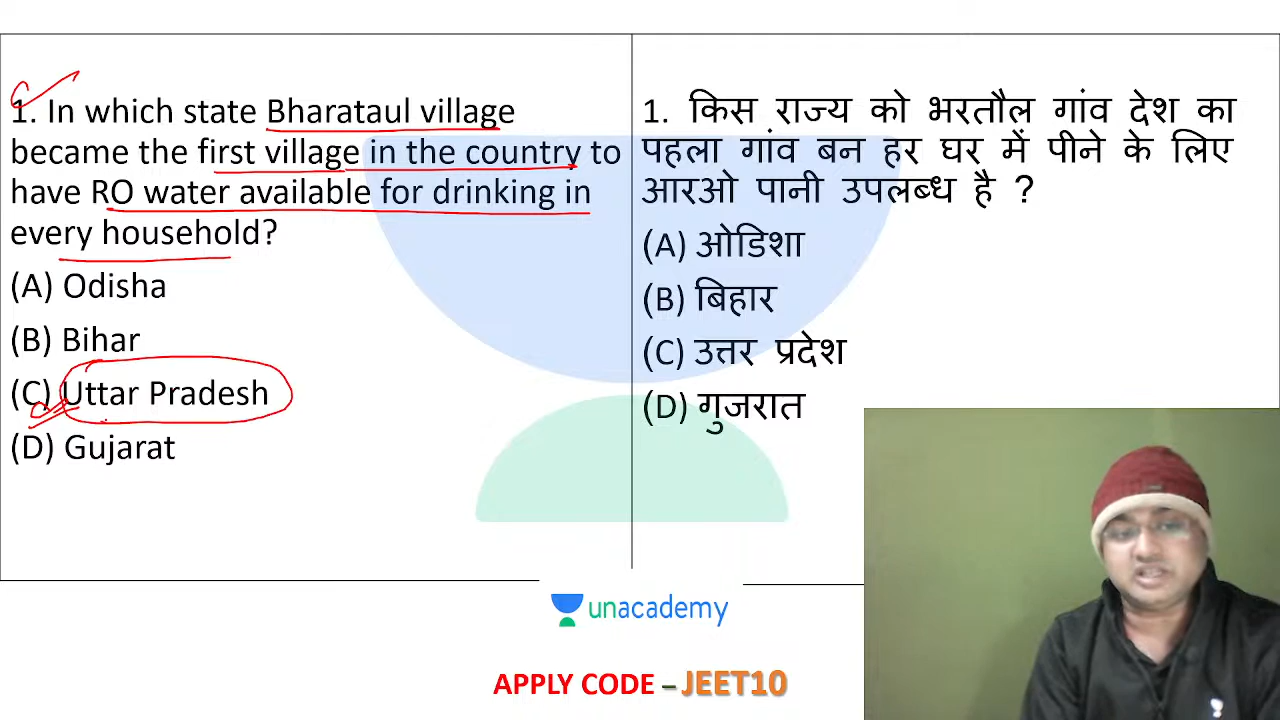 1. In which state Bharataul village
became the first village in the country to
have RO water available for drinking in
every household?
(A) Odisha
(B) Bihar
(C) Uttar Pradesh
(D) Gujarat
1. किस राज्य को भरतौल गांव देश का
पहला गांव बन हर घर में पीने के लिए
आरओ पानी उपलब्ध है ?
(A) ओडिशा
(B) बिहार
(C) उत्तर प्रदेश
(D) गुजरात
unacademy
APPLY CODE – JEET10